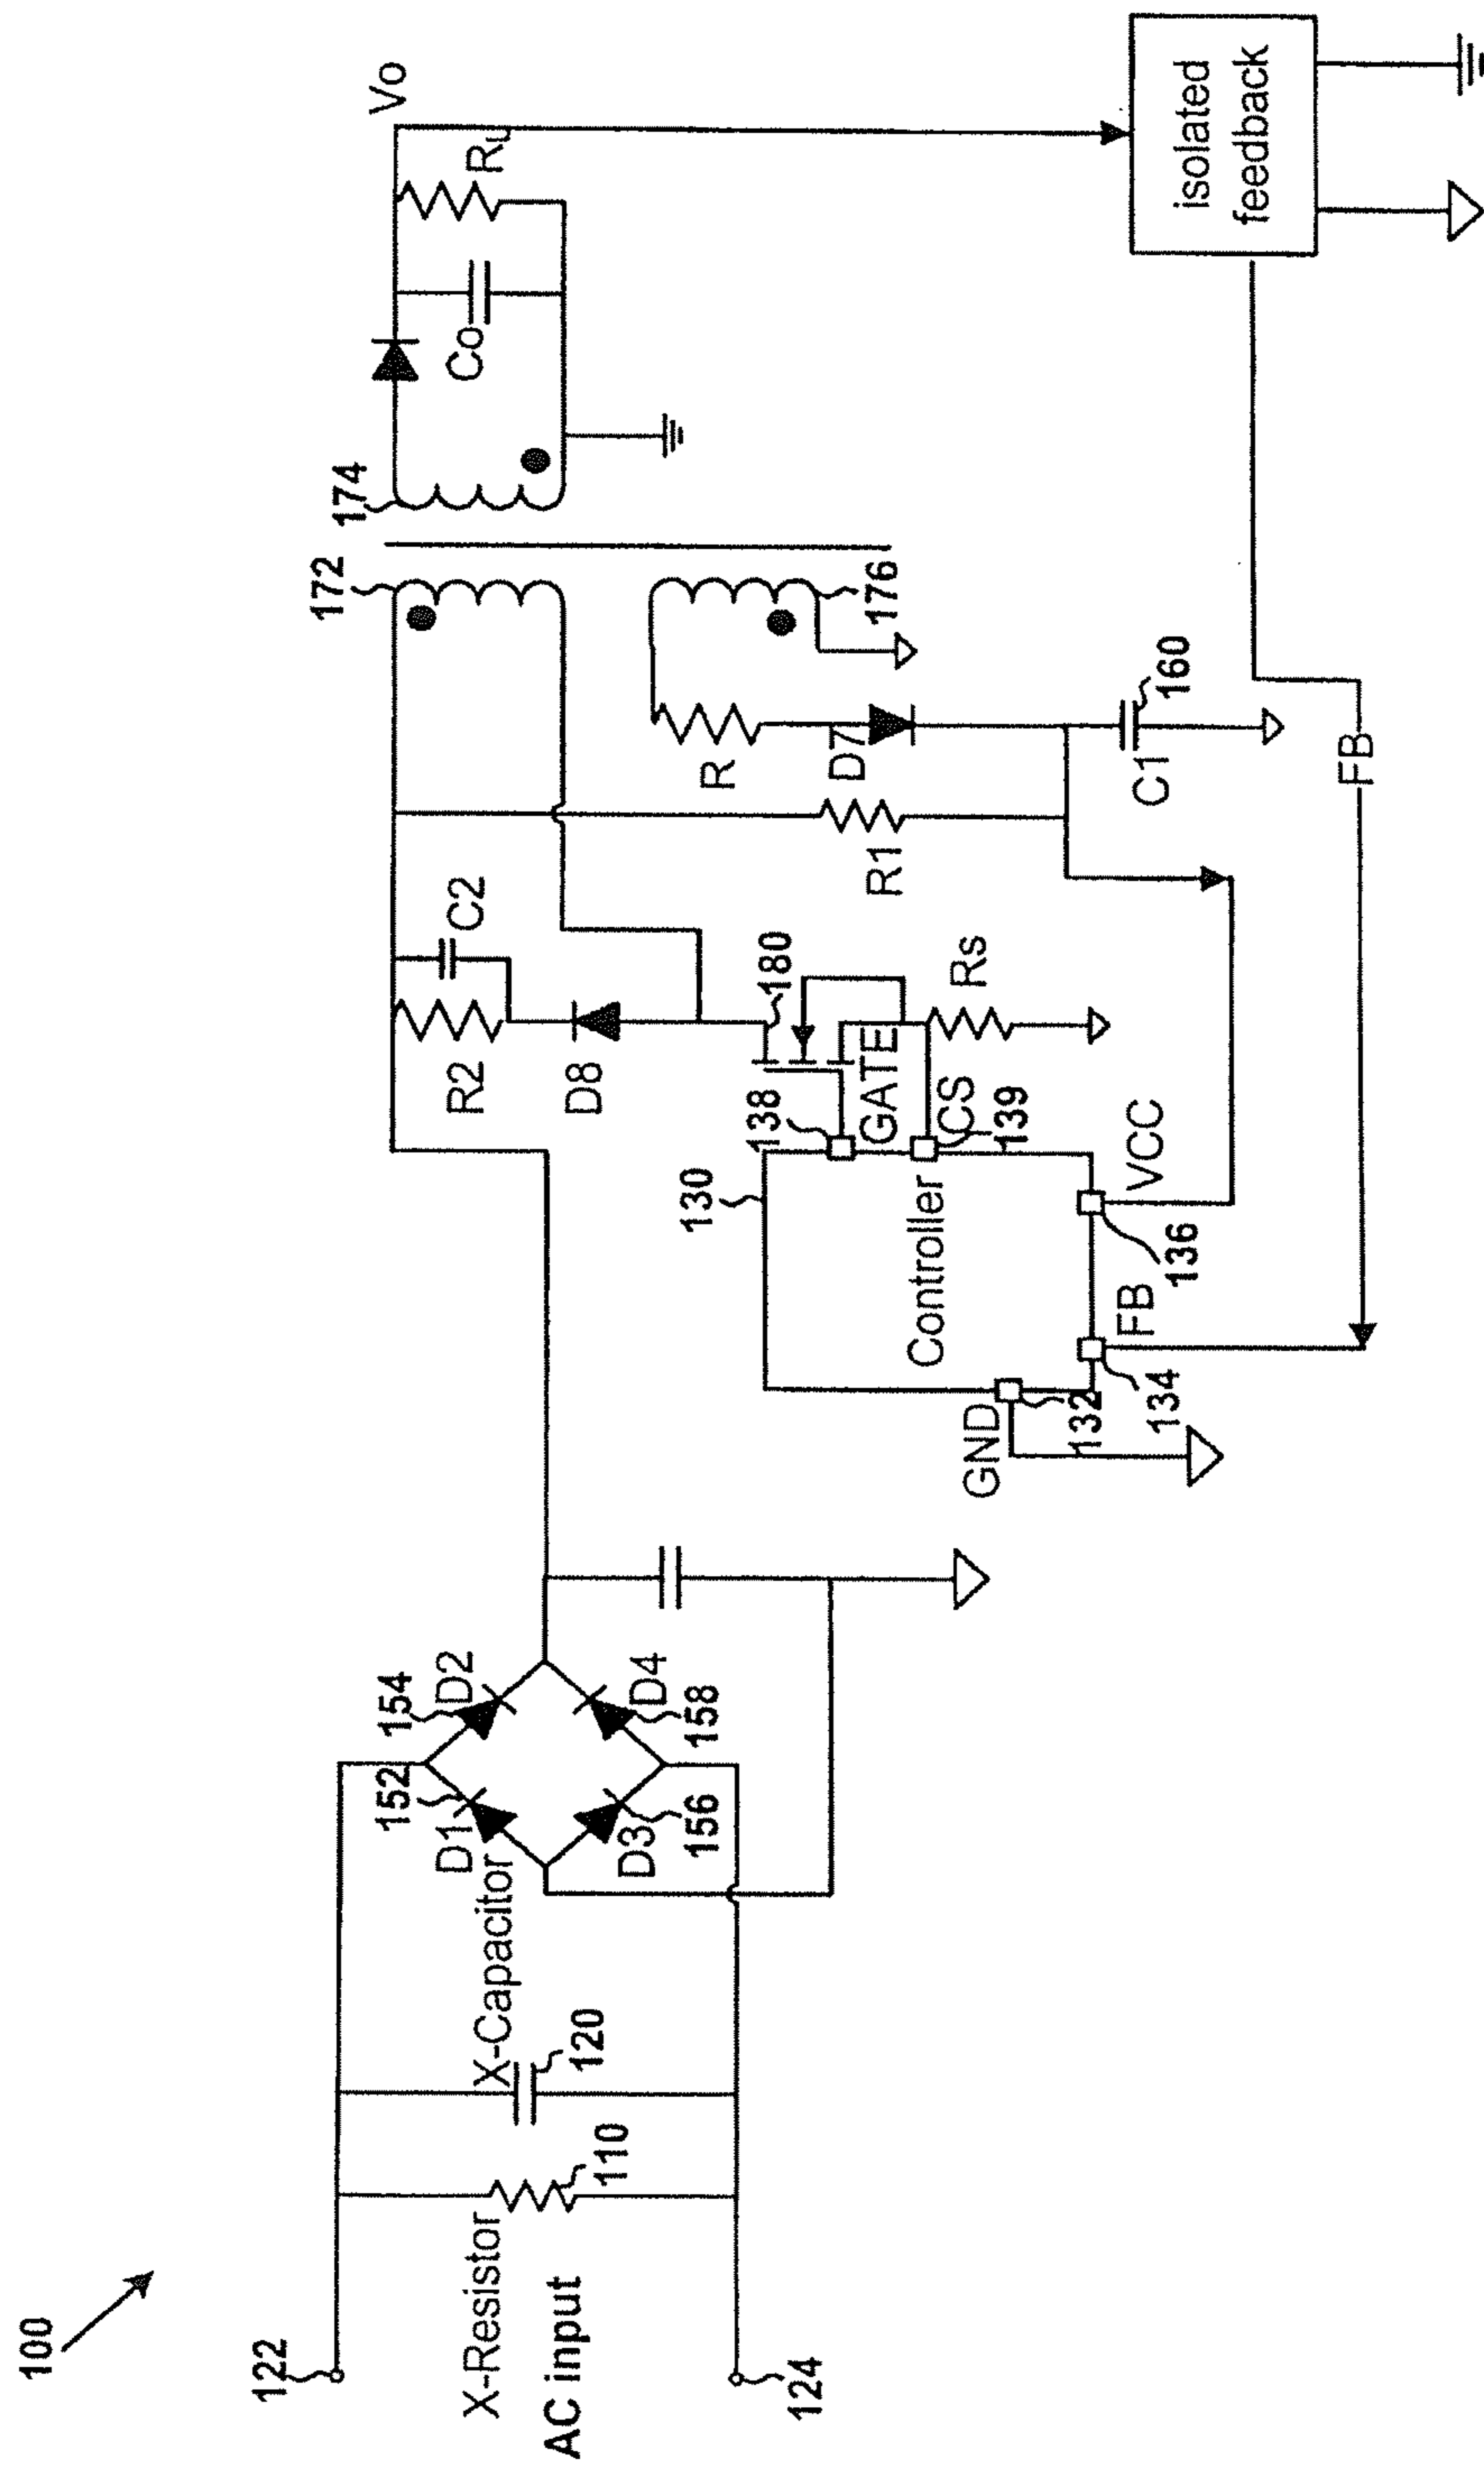 100
122
X-Resistor
110
AC input
124
X-Capacitor
120
D1
152
154
D2
D3
156
158
D4
130
Controller
GND
132
134
FB
136
VCC
138
GATE
CS
139
180
Rs
R2
C2
D8
R1
R
D7
C1
160
172
174
176
Co
RL
Vo
FB
isolated
feedback